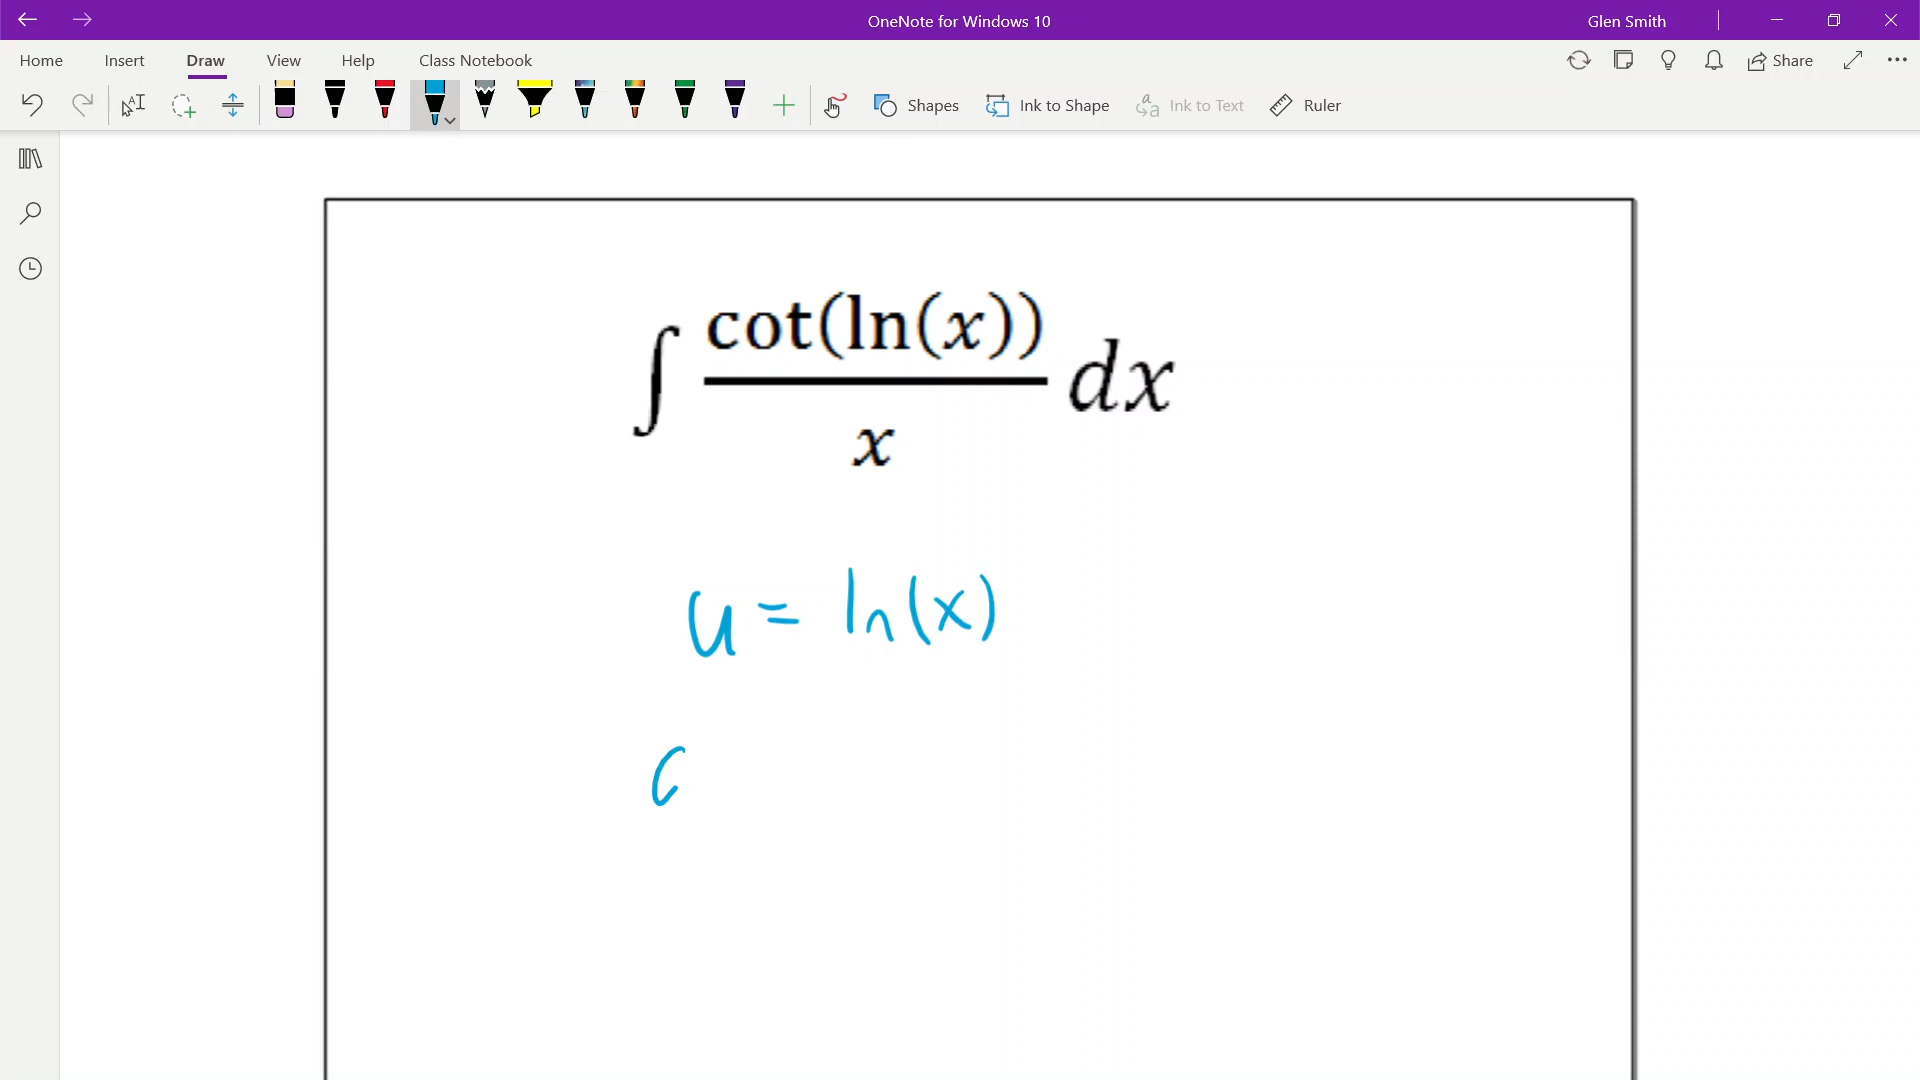 OneNote for Windows 10
Glen Smith
Home Insert Draw View Help Class Notebook
Share
Shapes Ink to Shape Ink to Text Ruler
∫ cot(ln(x)) / x dx
u = ln(x)